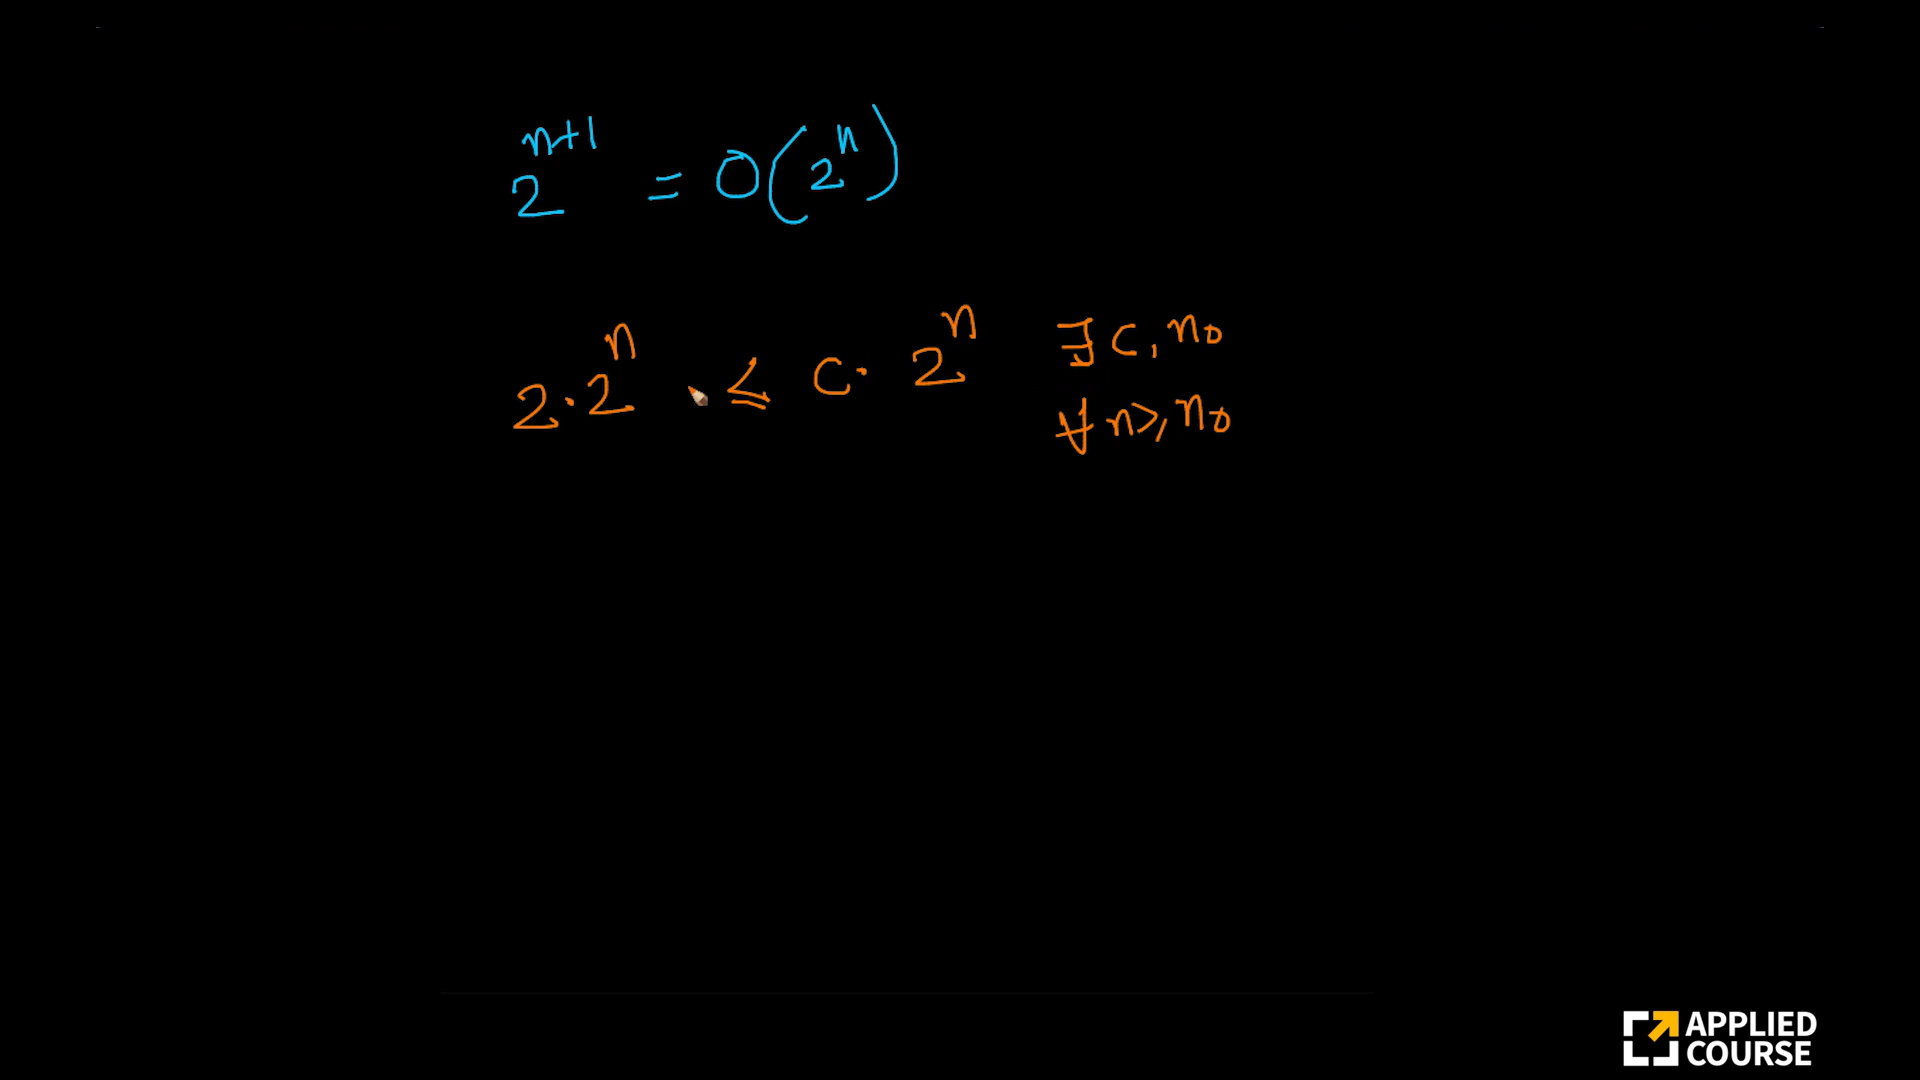 2^{n+1} = O(2^n)
2·2^n ≤ c·2^n ∃ c, n₀
∀ n ≥, n₀
APPLIED
COURSE